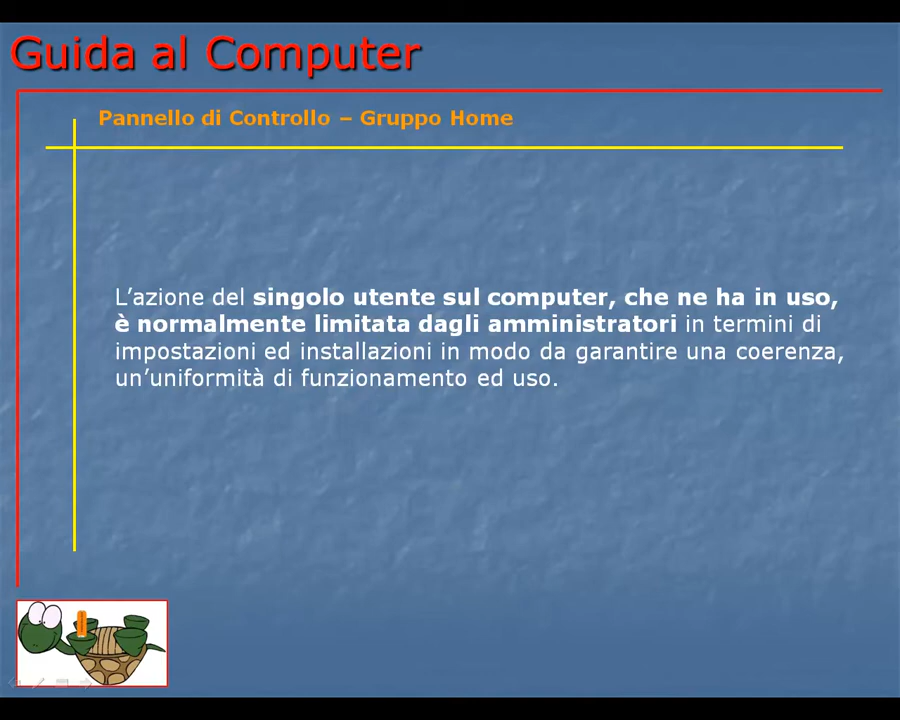 Guida al Computer
Pannello di Controllo – Gruppo Home
L’azione del singolo utente sul computer, che ne ha in uso,
è normalmente limitata dagli amministratori in termini di
impostazioni ed installazioni in modo da garantire una coerenza,
un’uniformità di funzionamento ed uso.